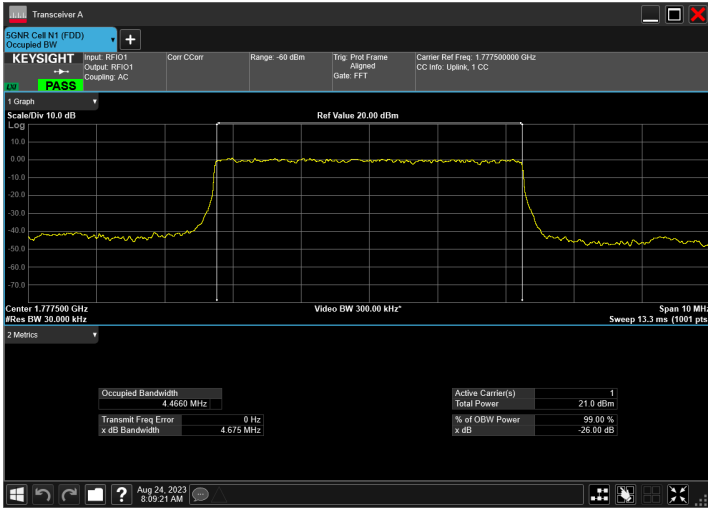 Transceiver A
5GNR Cell N1 (FDD)
Occupied BW
KEYSIGHT
LXI
PASS
Input: RFIO1
Output: RFIO1
Coupling: AC
Corr CCorr
Range: -60 dBm
Trig: Prot Frame
Aligned
Gate: FFT
Carrier Ref Freq: 1.777500000 GHz
CC Info: Uplink, 1 CC
1 Graph
Scale/Div 10.0 dB
Ref Value 20.00 dBm
Log
10.0
0.00
-10.0
-20.0
-30.0
-40.0
-50.0
-60.0
-70.0
Center 1.777500 GHz
Video BW 300.00 kHz*
Span 10 MHz
#Res BW 30.000 kHz
Sweep 13.3 ms (1001 pts
2 Metrics
Occupied Bandwidth
4.4660 MHz
Transmit Freq Error 0 Hz
x dB Bandwidth 4.675 MHz
Active Carrier(s) 1
Total Power 21.0 dBm
% of OBW Power 99.00 %
x dB -26.00 dB
Aug 24, 2023
8:09:21 AM